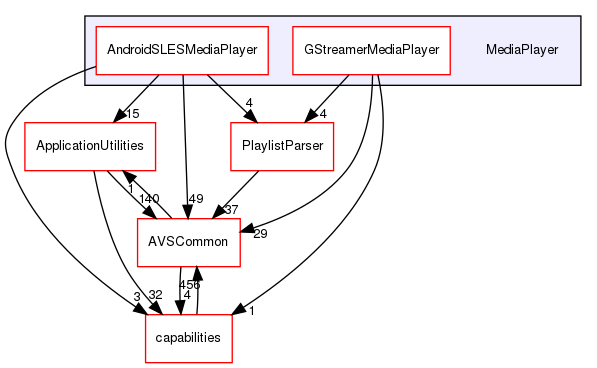 AndroidSLESMediaPlayer
GStreamerMediaPlayer
MediaPlayer
4
15
4
ApplicationUtilities
PlaylistParser
1
140
49
37
29
AVSCommon
456
4
3
32
1
capabilities